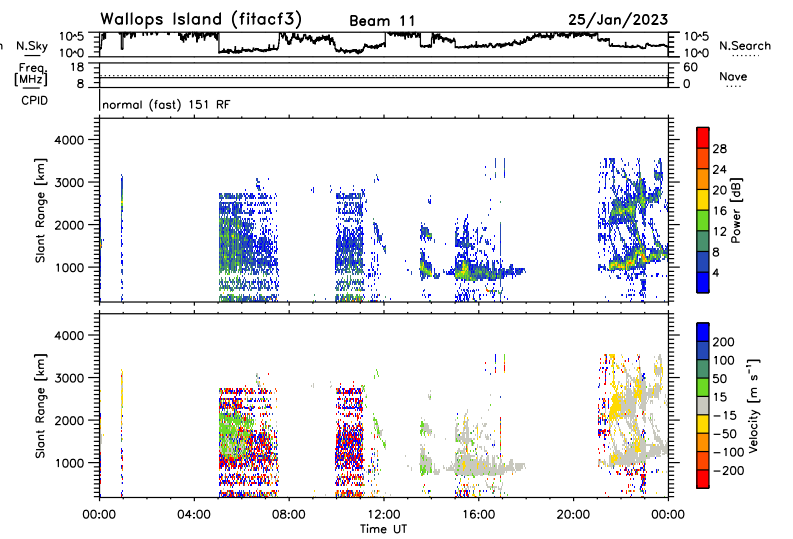 Wallops Island (fitacf3) Beam 11 25/Jan/2023
n N.Sky 10^5 10^0 10^5 10^0 N.Search
Freq. [MHz] 18 8 60 0 Nave
CPID normal (fast) 151 RF
Slant Range [km] 4000 3000 2000 1000
28 24 20 16 12 8 4 Power [dB]
Slant Range [km] 4000 3000 2000 1000
200 100 50 15 −15 −50 −100 −200 Velocity [m s⁻¹]
00:00 04:00 08:00 12:00 16:00 20:00 00:00
Time UT